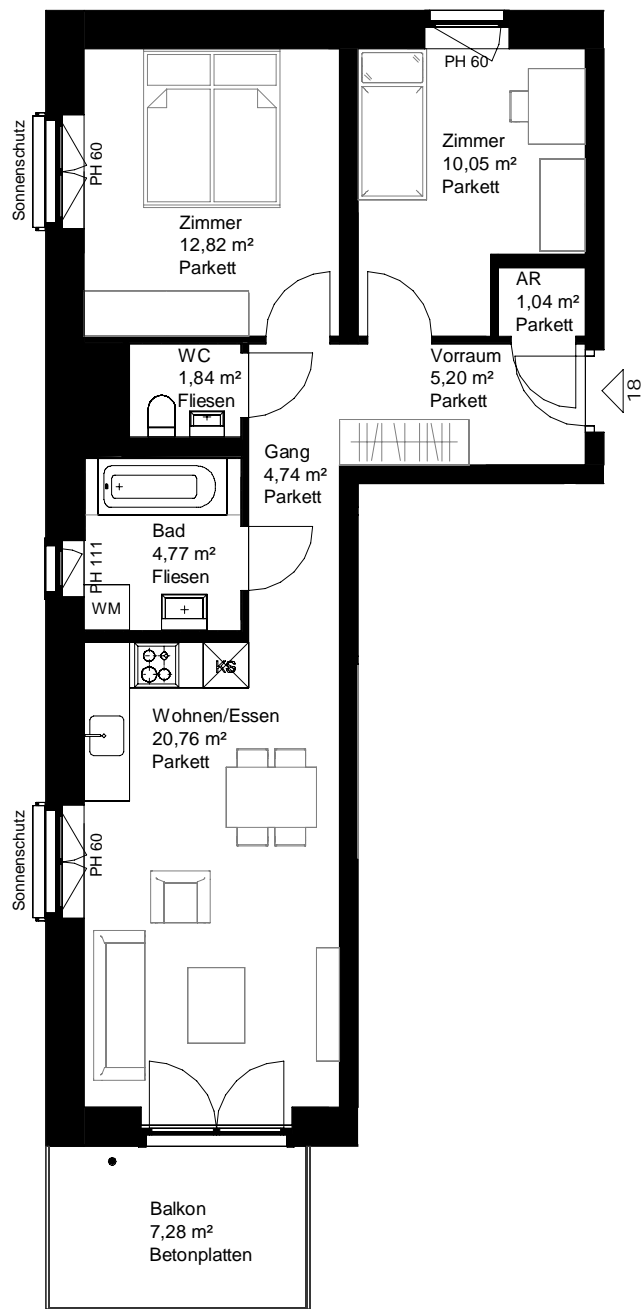 PH 60
Sonnenschutz
PH 60
Zimmer
12,82 m²
Parkett
Zimmer
10,05 m²
Parkett
AR
1,04 m²
Parkett
WC
1,84 m²
Fliesen
Vorraum
5,20 m²
Parkett
18
Gang
4,74 m²
Parkett
Bad
4,77 m²
Fliesen
PH 111
WM
KS
Wohnen/Essen
20,76 m²
Parkett
Sonnenschutz
PH 60
Balkon
7,28 m²
Betonplatten